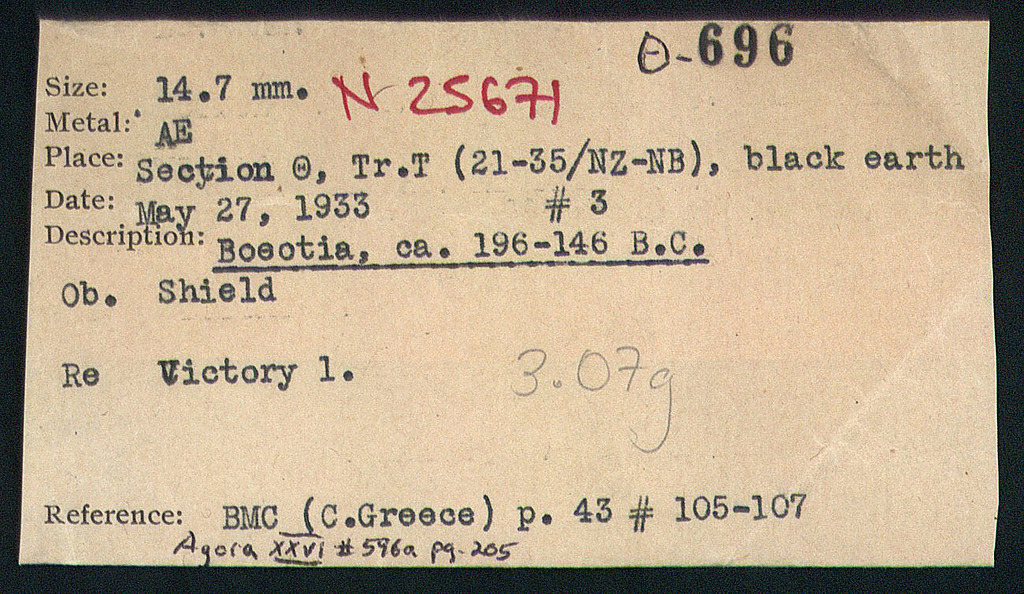 Θ-696
Size: 14.7 mm. N 25671
Metal: AE
Place: Section Θ, Tr.T (21-35/NZ-NB), black earth
Date: May 27, 1933 # 3
Description: Boeotia, ca. 196-146 B.C.
Ob. Shield
Re Victory l.
3.07g
Reference: BMC (C.Greece) p. 43 # 105-107
Agora XXVI # 596a pg. 205